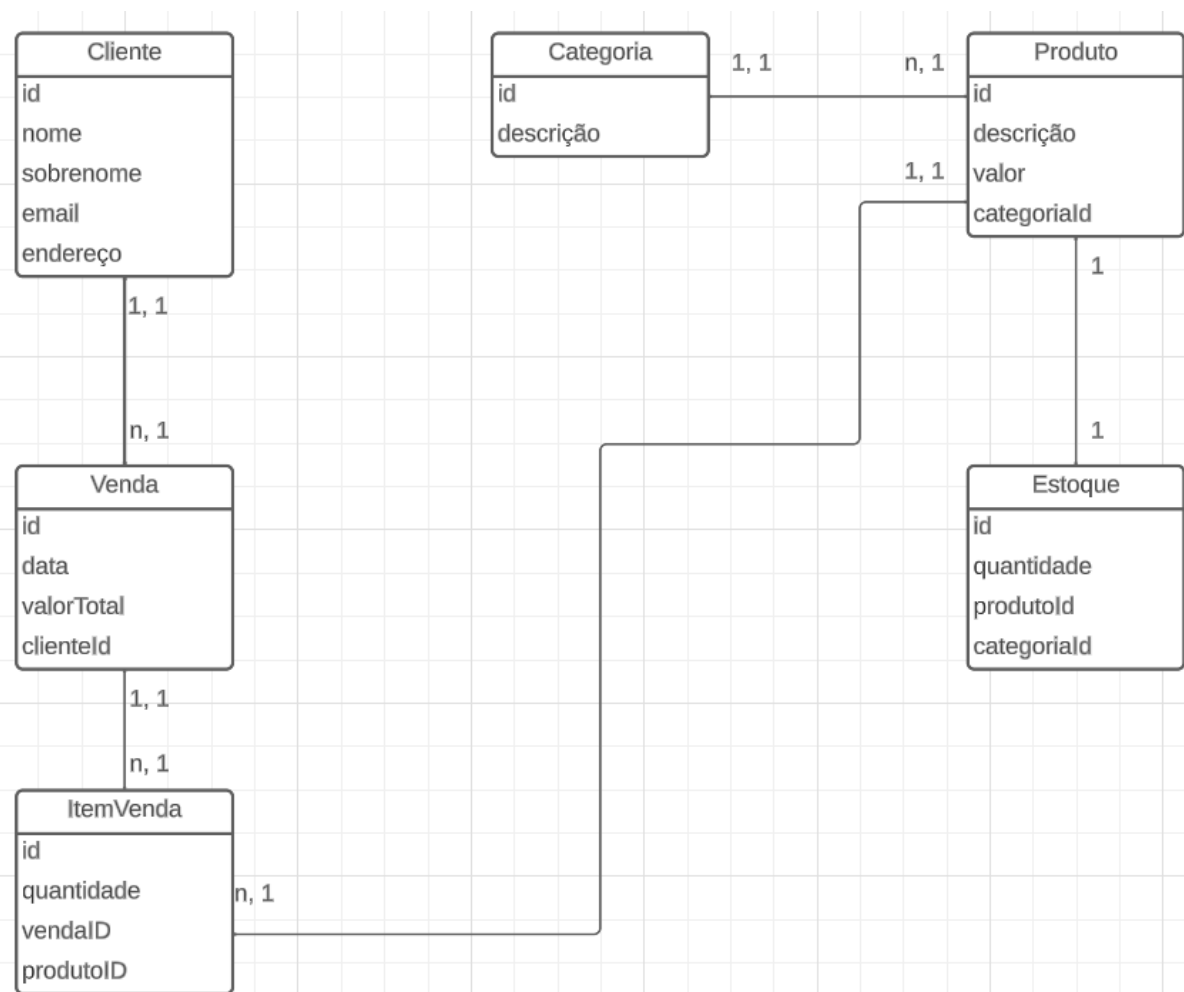 Cliente
id
nome
sobrenome
email
endereço
1, 1
n, 1
Venda
id
data
valorTotal
clienteId
1, 1
n, 1
ItemVenda
id
quantidade
vendaID
produtoID
n, 1
Categoria
id
descrição
1, 1
n, 1
1, 1
Produto
id
descrição
valor
categoriaId
1
1
Estoque
id
quantidade
produtoId
categoriaId